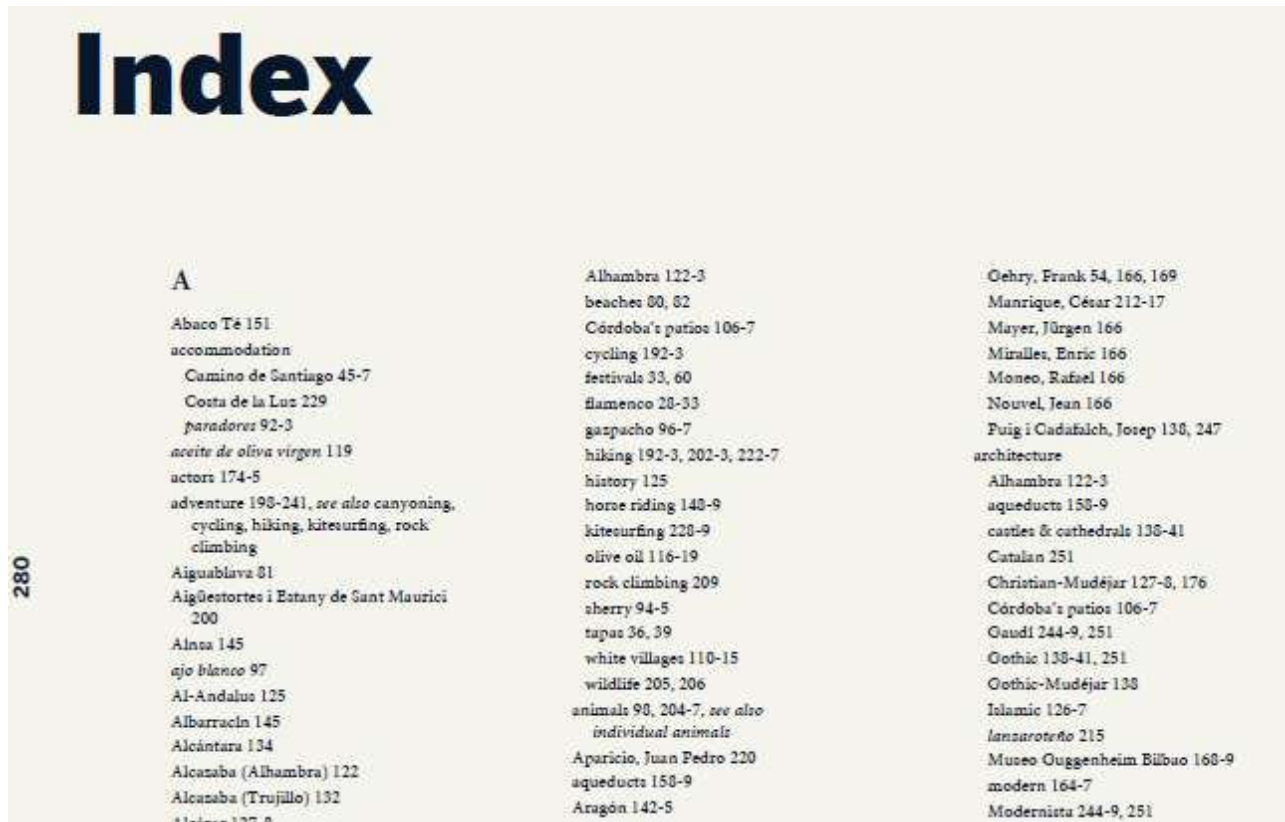 Index
280
A
Abaco Té 151
accommodation
Camino de Santiago 45-7
Costa de la Luz 229
paradores 92-3
aceite de oliva virgen 119
actors 174-5
adventure 198-241, see also canyoning,
cycling, hiking, kitesurfing, rock
climbing
Aiguablava 81
Aigüestortes i Estany de Sant Maurici
200
Aínsa 145
ajo blanco 97
Al-Andalus 125
Albarracín 145
Alcántara 134
Alcazaba (Alhambra) 122
Alcazaba (Trujillo) 132
Alhambra 122-3
beaches 80, 82
Córdoba's patios 106-7
cycling 192-3
festivals 33, 60
flamenco 28-33
gazpacho 96-7
hiking 192-3, 202-3, 222-7
history 125
horse riding 148-9
kitesurfing 228-9
olive oil 116-19
rock climbing 209
sherry 94-5
tapas 36, 39
white villages 110-15
wildlife 205, 206
animals 98, 204-7, see also
individual animals
Aparicio, Juan Pedro 220
aqueducts 158-9
Aragón 142-5
Gehry, Frank 54, 166, 169
Manrique, César 212-17
Mayer, Jürgen 166
Miralles, Enric 166
Moneo, Rafael 166
Nouvel, Jean 166
Puig i Cadafalch, Josep 138, 247
architecture
Alhambra 122-3
aqueducts 158-9
castles & cathedrals 138-41
Catalan 251
Christian-Mudéjar 127-8, 176
Córdoba's patios 106-7
Gaudí 244-9, 251
Gothic 138-41, 251
Gothic-Mudéjar 138
Islamic 126-7
lanzaroteño 215
Museo Guggenheim Bilbao 168-9
modern 164-7
Modernista 244-9, 251